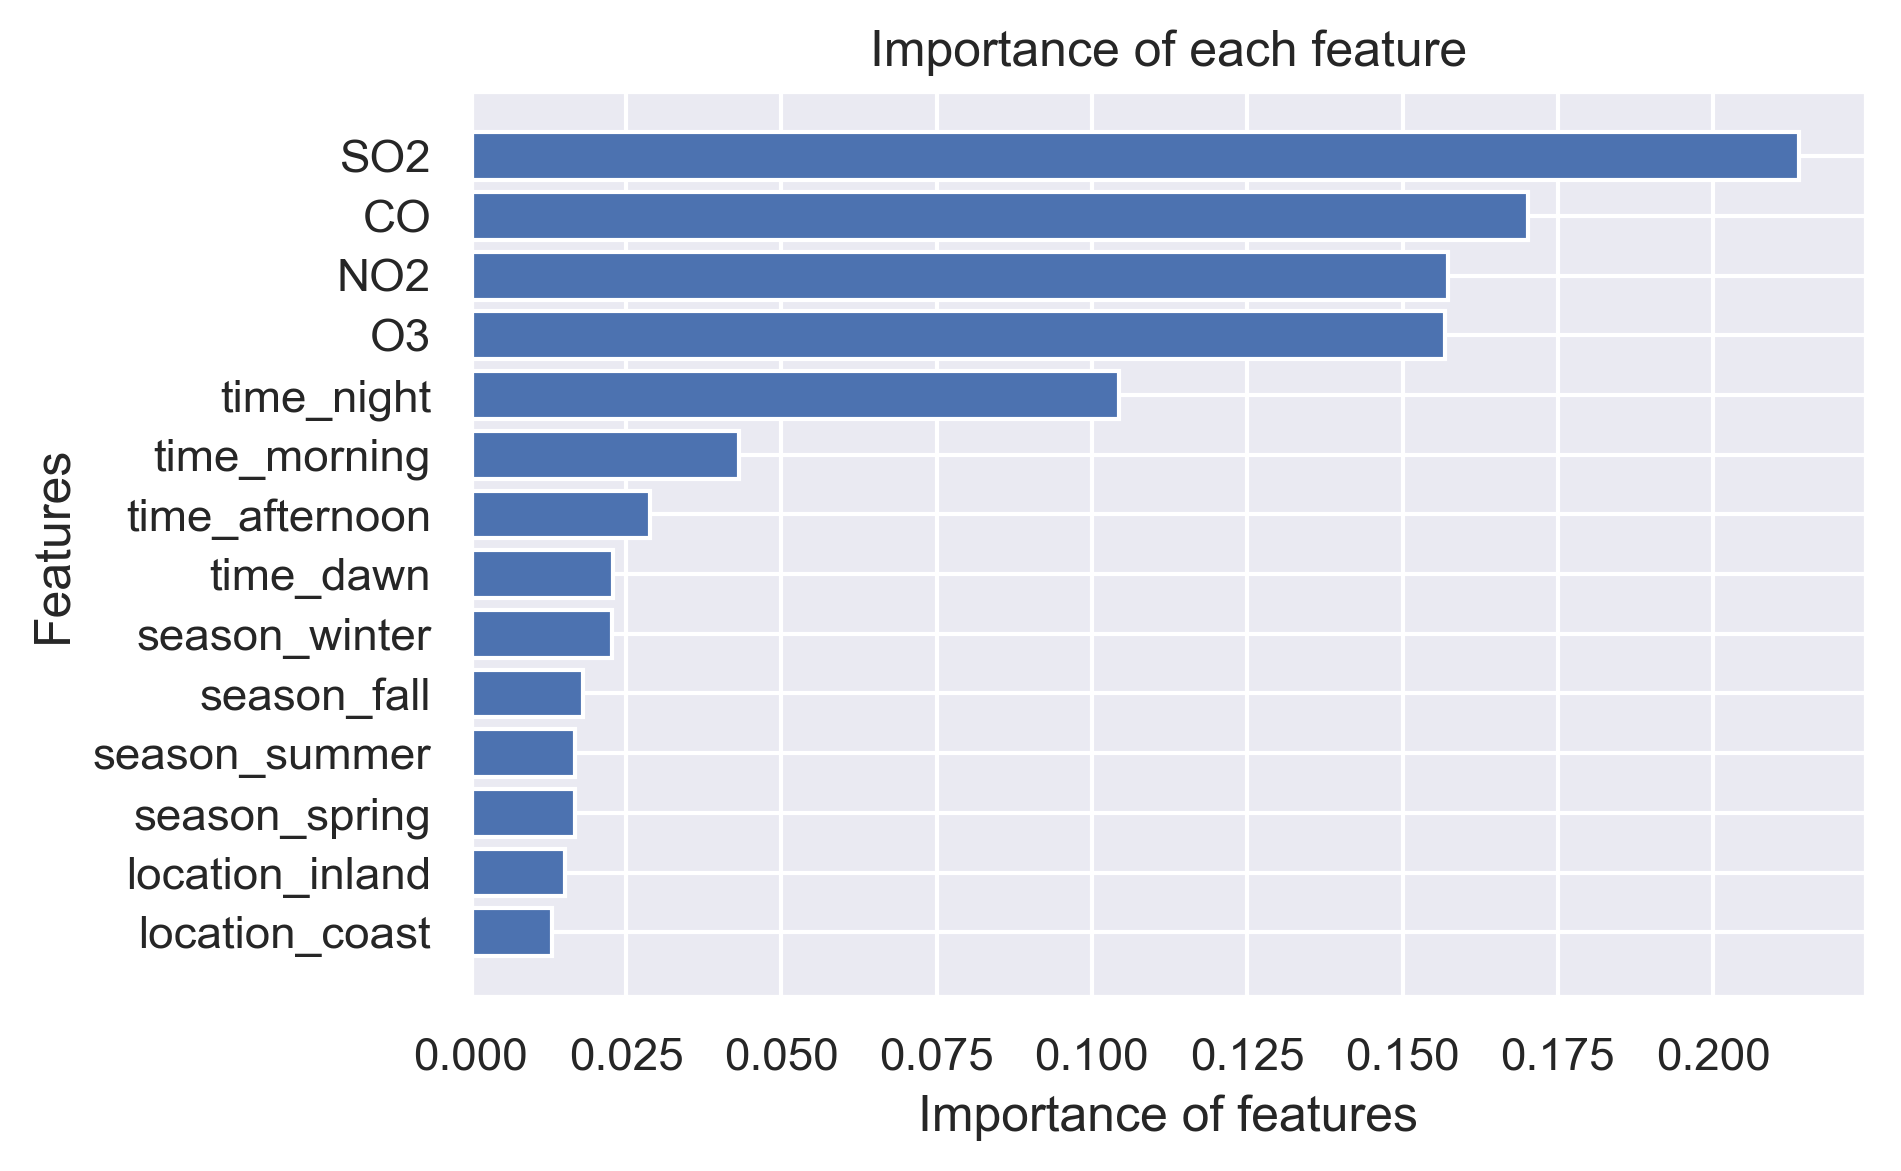 Importance of each feature
SO2
CO
NO2
O3
time_night
time_morning
time_afternoon
time_dawn
season_winter
season_fall
season_summer
season_spring
location_inland
location_coast
Features
0.000 0.025 0.050 0.075 0.100 0.125 0.150 0.175 0.200
Importance of features